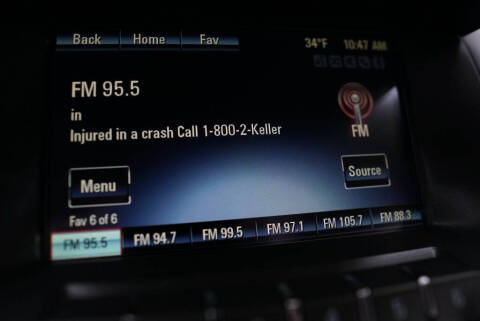 Back Home Fav 34°F 10:47 AM
FM 95.5
in
Injured in a crash Call 1-800-2-Keller
FM
Menu Source
Fav 6 of 6
FM 95.5 FM 94.7 FM 99.5 FM 97.1 FM 105.7 FM 88.3